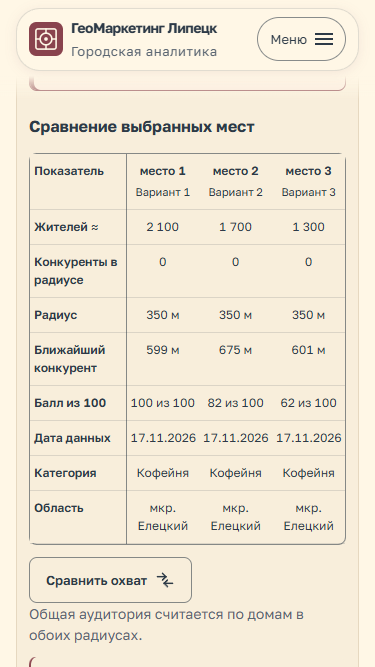 ГеоМаркетинг Липецк
Городская аналитика
Меню
Сравнение выбранных мест
Показатель место 1 место 2 место 3
Вариант 1 Вариант 2 Вариант 3
Жителей ≈ 2 100 1 700 1 300
Конкуренты в 0 0 0
радиусе
Радиус 350 м 350 м 350 м
Ближайший 599 м 675 м 601 м
конкурент
Балл из 100 100 из 100 82 из 100 62 из 100
Дата данных 17.11.2026 17.11.2026 17.11.2026
Категория Кофейня Кофейня Кофейня
Область мкр. мкр. мкр.
Елецкий Елецкий Елецкий
Сравнить охват
Общая аудитория считается по домам в
обоих радиусах.